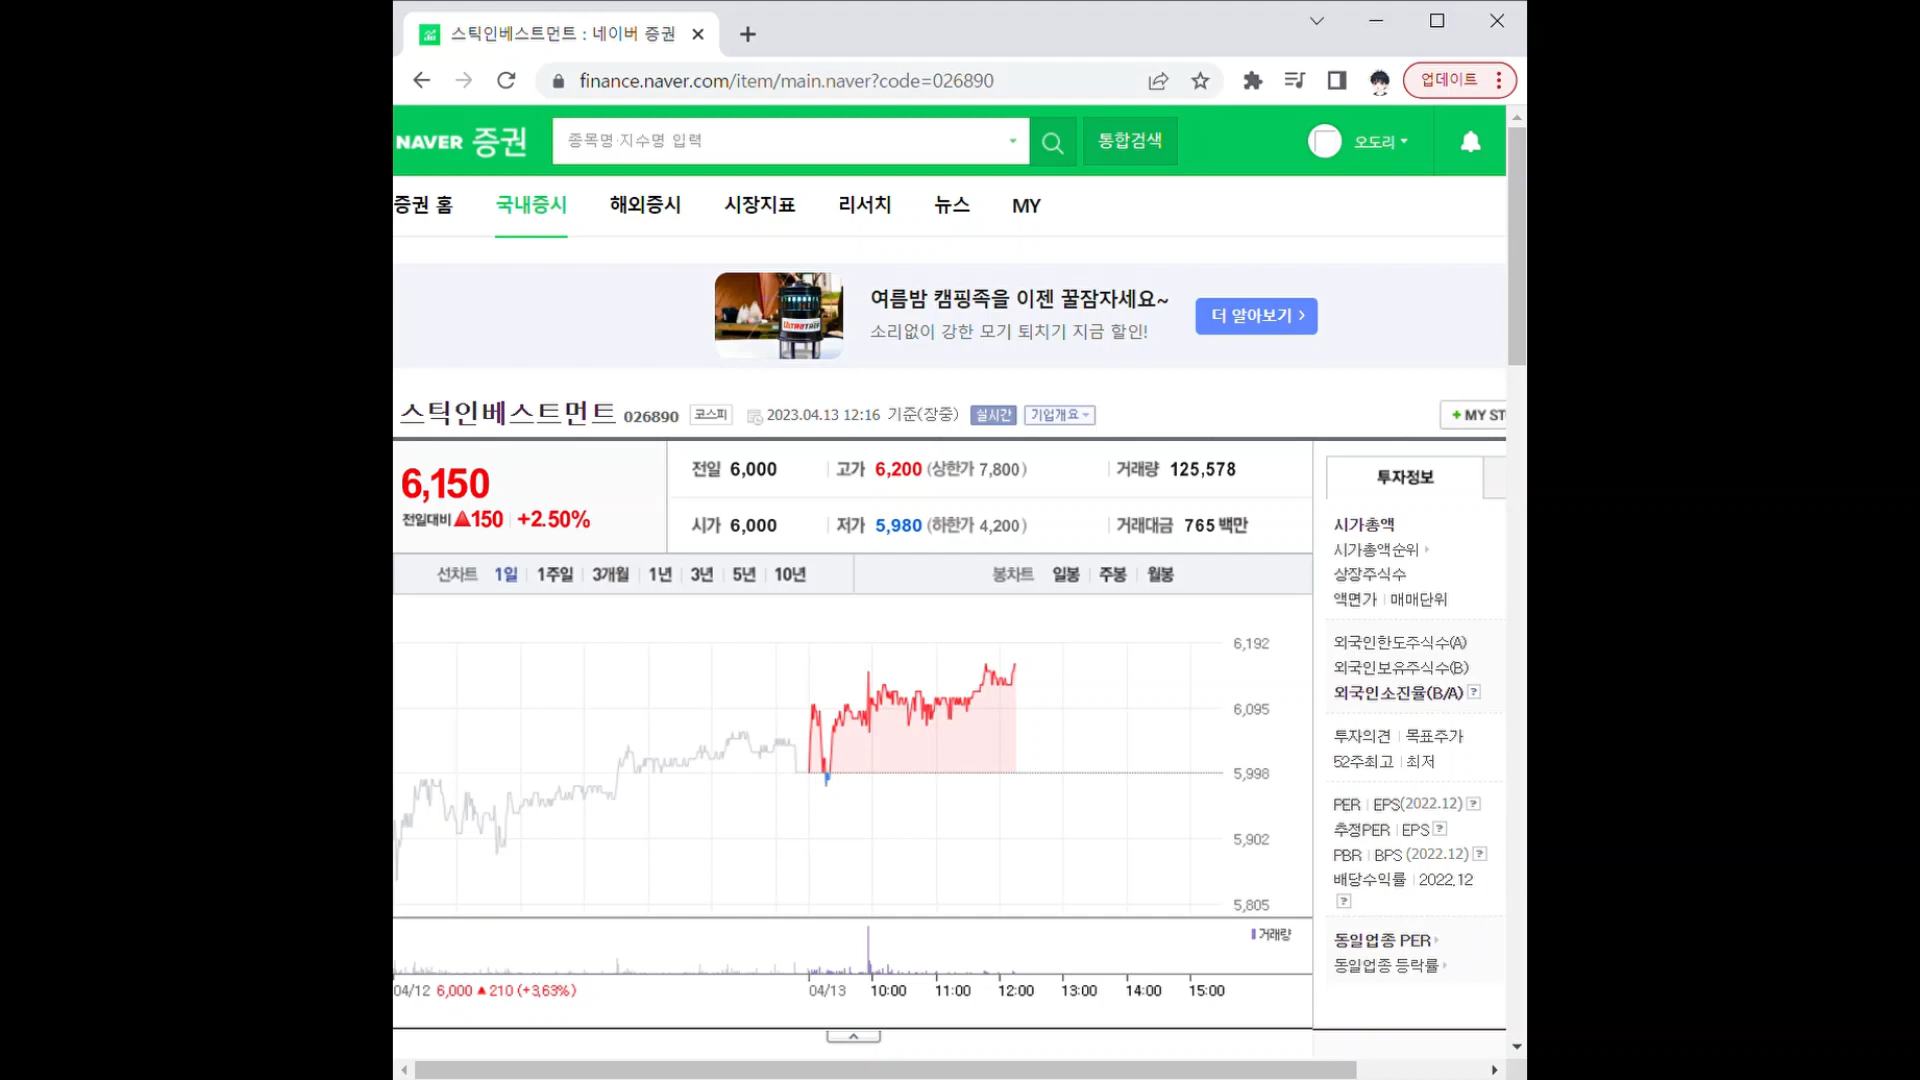 스틱인베스트먼트 : 네이버 증권
finance.naver.com/item/main.naver?code=026890
업데이트
NAVER 증권
종목명·지수명 입력
통합검색
오도리
증권 홈 국내증시 해외증시 시장지표 리서치 뉴스 MY
여름밤 캠핑족을 이젠 꿀잠자세요~
소리없이 강한 모기 퇴치기 지금 할인!
더 알아보기
스틱인베스트먼트 026890 코스피 2023.04.13 12:16 기준(장중) 실시간 기업개요
+ MY ST
6,150
전일대비 ▲150 +2.50%
전일 6,000 고가 6,200 (상한가 7,800) 거래량 125,578
시가 6,000 저가 5,980 (하한가 4,200) 거래대금 765 백만
선차트 1일 1주일 3개월 1년 3년 5년 10년
봉차트 일봉 주봉 월봉
6,192
6,095
5,998
5,902
5,805
거래량
04/12 6,000 ▲210 (+3,63%)
04/13 10:00 11:00 12:00 13:00 14:00 15:00
투자정보
시가총액
시가총액순위
상장주식수
액면가 매매단위
외국인한도주식수(A)
외국인보유주식수(B)
외국인소진율(B/A) ?
투자의견 목표주가
52주최고 최저
PER EPS(2022.12) ?
추정PER EPS ?
PBR BPS (2022.12) ?
배당수익률 2022.12
?
동일업종 PER
동일업종 등락률